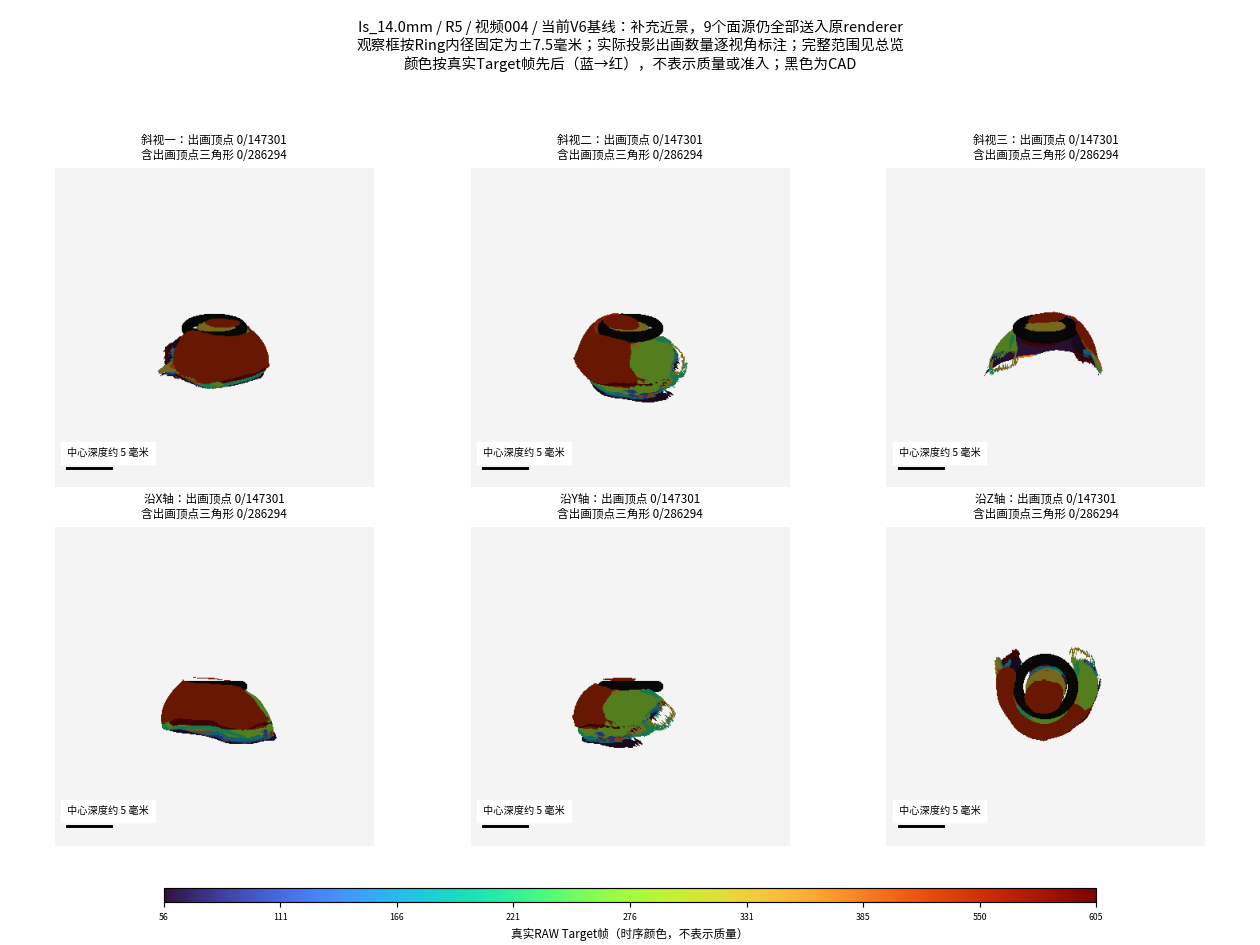 Is_14.0mm / R5 / 视频004 / 当前V6基线：补充近景，9个面源仍全部送入原renderer
观察框按Ring内径固定为±7.5毫米；实际投影出画数量逐视角标注；完整范围见总览
颜色按真实Target帧先后（蓝→红），不表示质量或准入；黑色为CAD
斜视一：出画顶点 0/147301
含出画顶点三角形 0/286294
斜视二：出画顶点 0/147301
含出画顶点三角形 0/286294
斜视三：出画顶点 0/147301
含出画顶点三角形 0/286294
中心深度约 5 毫米
中心深度约 5 毫米
中心深度约 5 毫米
沿X轴：出画顶点 0/147301
含出画顶点三角形 0/286294
沿Y轴：出画顶点 0/147301
含出画顶点三角形 0/286294
沿Z轴：出画顶点 0/147301
含出画顶点三角形 0/286294
中心深度约 5 毫米
中心深度约 5 毫米
中心深度约 5 毫米
56 111 166 221 276 331 385 550 605
真实RAW Target帧（时序颜色，不表示质量）